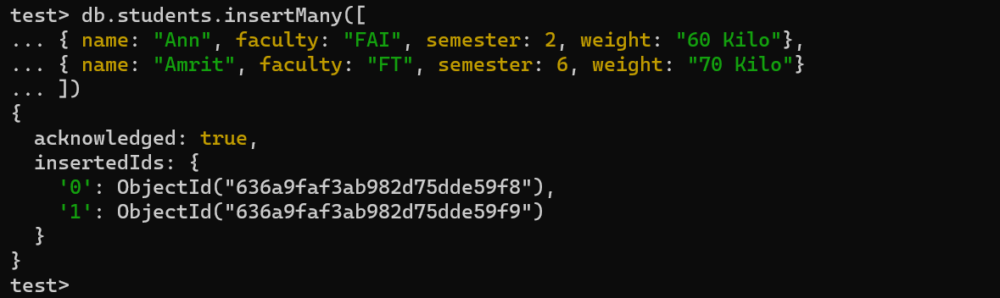 test> db.students.insertMany([
... { name: "Ann", faculty: "FAI", semester: 2, weight: "60 Kilo"},
... { name: "Amrit", faculty: "FT", semester: 6, weight: "70 Kilo"}
... ])
{
  acknowledged: true,
  insertedIds: {
    '0': ObjectId("636a9faf3ab982d75dde59f8"),
    '1': ObjectId("636a9faf3ab982d75dde59f9")
  }
}
test>